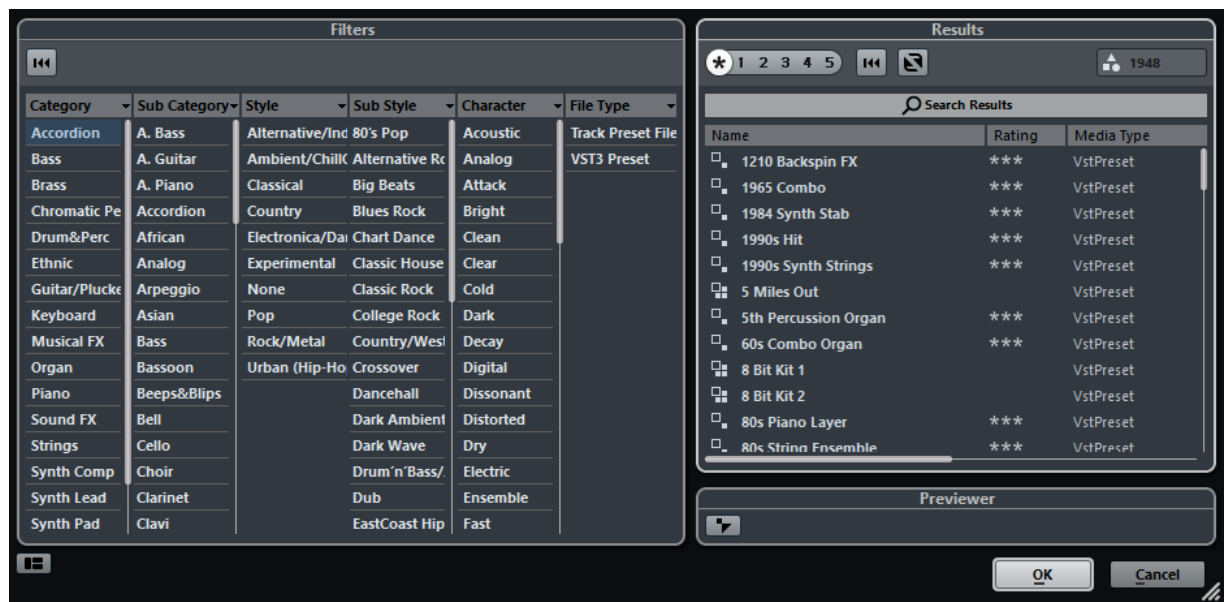 Filters
Category Sub Category Style Sub Style Character File Type
Accordion A. Bass Alternative/Ind 80's Pop Acoustic Track Preset File
Bass A. Guitar Ambient/ChillO Alternative Ro Analog VST3 Preset
Brass A. Piano Classical Big Beats Attack
Chromatic Pe Accordion Country Blues Rock Bright
Drum&Perc African Electronica/Dan Chart Dance Clean
Ethnic Analog Experimental Classic House Clear
Guitar/Plucke Arpeggio None Classic Rock Cold
Keyboard Asian Pop College Rock Dark
Musical FX Bass Rock/Metal Country/West Decay
Organ Bassoon Urban (Hip-Ho Crossover Digital
Piano Beeps&Blips Dancehall Dissonant
Sound FX Bell Dark Ambient Distorted
Strings Cello Dark Wave Dry
Synth Comp Choir Drum´n´Bass/. Electric
Synth Lead Clarinet Dub Ensemble
Synth Pad Clavi EastCoast Hip Fast
Results
* 1 2 3 4 5 1948
Search Results
Name Rating Media Type
1210 Backspin FX *** VstPreset
1965 Combo *** VstPreset
1984 Synth Stab *** VstPreset
1990s Hit *** VstPreset
1990s Synth Strings *** VstPreset
5 Miles Out VstPreset
5th Percussion Organ *** VstPreset
60s Combo Organ *** VstPreset
8 Bit Kit 1 VstPreset
8 Bit Kit 2 VstPreset
80s Piano Layer *** VstPreset
80s String Ensemble *** VstPreset
Previewer
OK Cancel